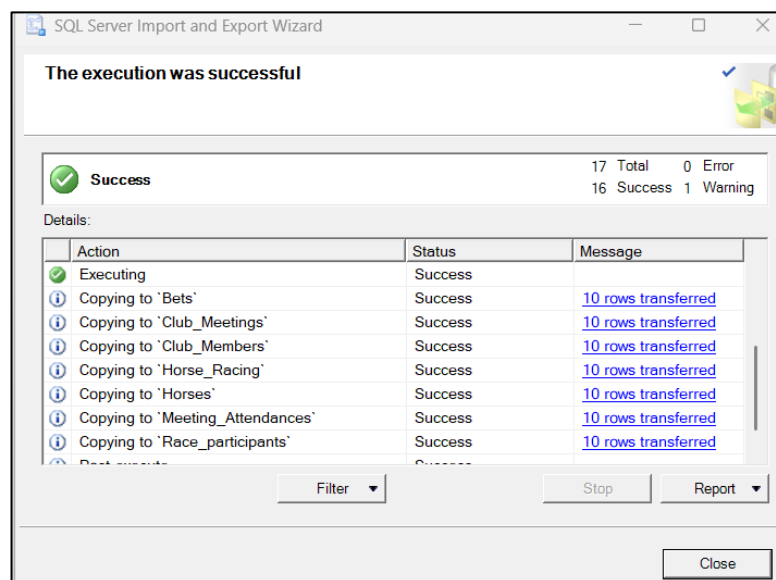 SQL Server Import and Export Wizard
The execution was successful
Success
17 Total 0 Error
16 Success 1 Warning
Details:
Action Status Message
Executing Success
Copying to `Bets` Success 10 rows transferred
Copying to `Club_Meetings` Success 10 rows transferred
Copying to `Club_Members` Success 10 rows transferred
Copying to `Horse_Racing` Success 10 rows transferred
Copying to `Horses` Success 10 rows transferred
Copying to `Meeting_Attendances` Success 10 rows transferred
Copying to `Race_participants` Success 10 rows transferred
Filter Stop Report
Close